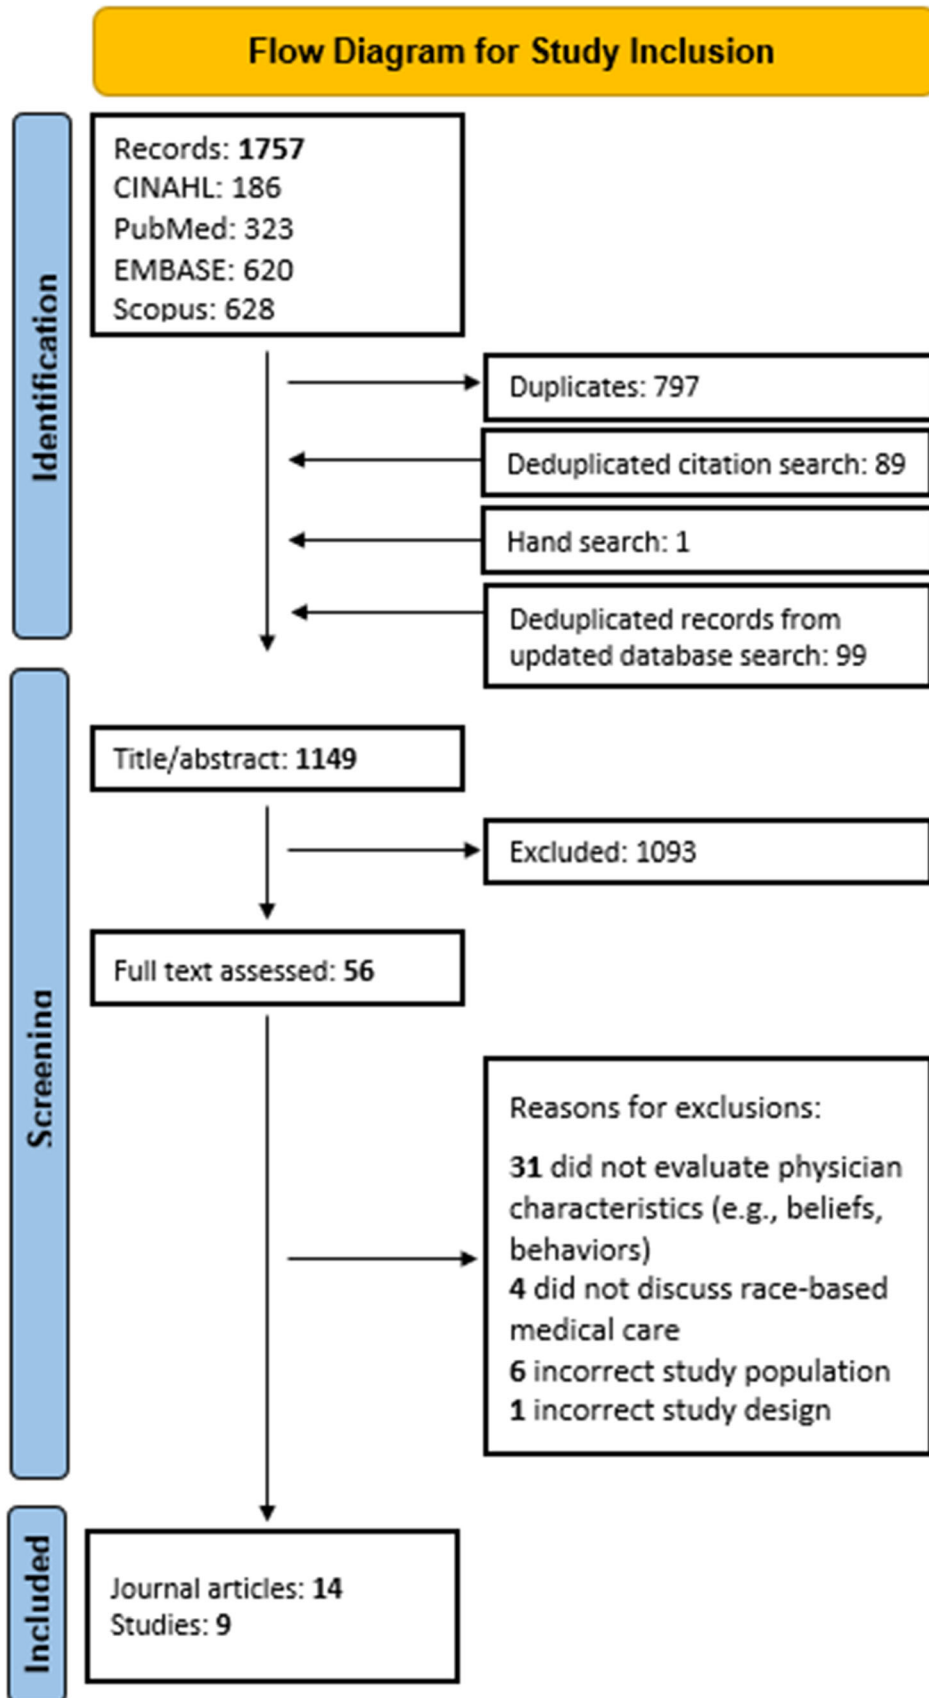 Flow Diagram for Study Inclusion
Identification
Records: 1757
CINAHL: 186
PubMed: 323
EMBASE: 620
Scopus: 628
Duplicates: 797
Deduplicated citation search: 89
Hand search: 1
Deduplicated records from
updated database search: 99
Screening
Title/abstract: 1149
Excluded: 1093
Full text assessed: 56
Reasons for exclusions:
31 did not evaluate physician
characteristics (e.g., beliefs,
behaviors)
4 did not discuss race-based
medical care
6 incorrect study population
1 incorrect study design
Included
Journal articles: 14
Studies: 9